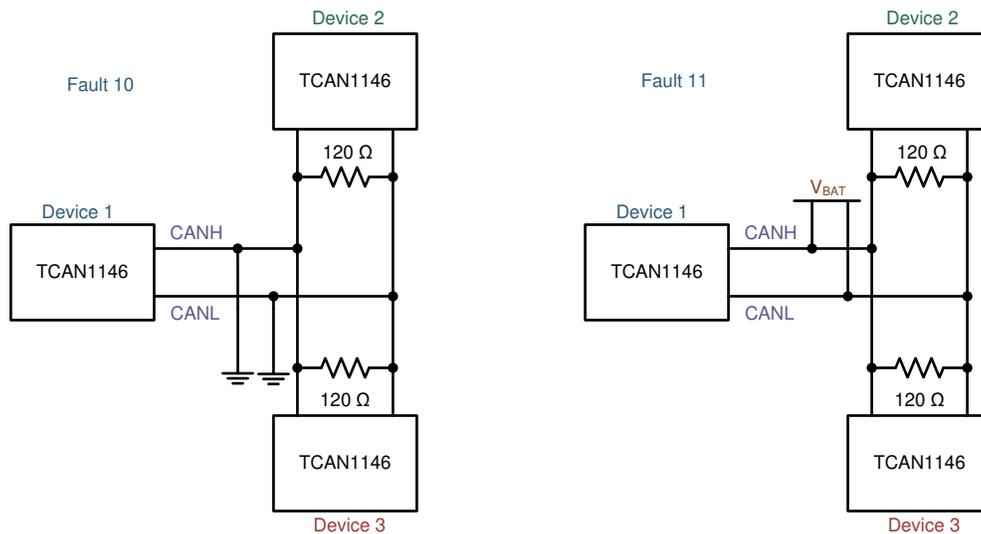 Device 2
TCAN1146
Fault 10
120 Ω
Device 1
CANH
TCAN1146
CANL
120 Ω
TCAN1146
Device 3
Device 2
TCAN1146
Fault 11
120 Ω
VBAT
Device 1
CANH
TCAN1146
CANL
120 Ω
TCAN1146
Device 3